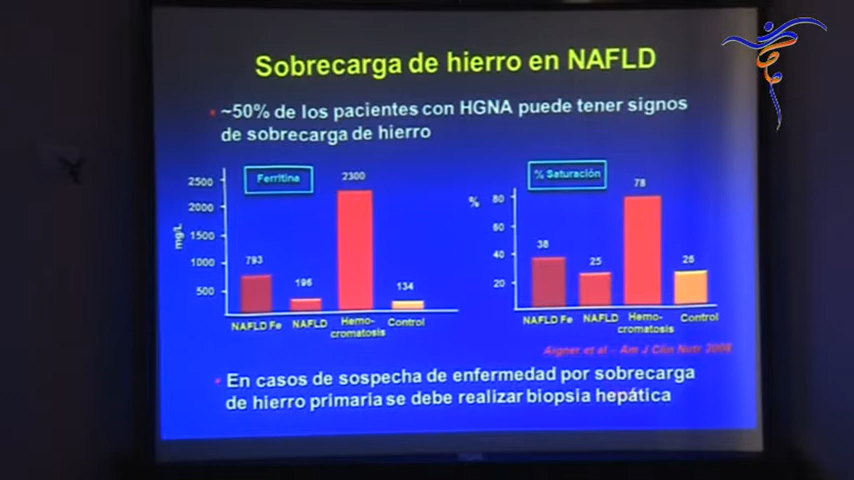 Sobrecarga de hierro en NAFLD
~50% de los pacientes con HGNA puede tener signos
de sobrecarga de hierro
Ferritina
2500
2000
1500
1000
500
mg/L
793
196
2300
134
NAFLD Fe
NAFLD
Hemo-
cromatosis
Control
% Saturación
%
80
60
40
20
38
25
78
26
NAFLD Fe
NAFLD
Hemo-
cromatosis
Control
Aigner et al - Am J Clin Nutr 2008
En casos de sospecha de enfermedad por sobrecarga
de hierro primaria se debe realizar biopsia hepática